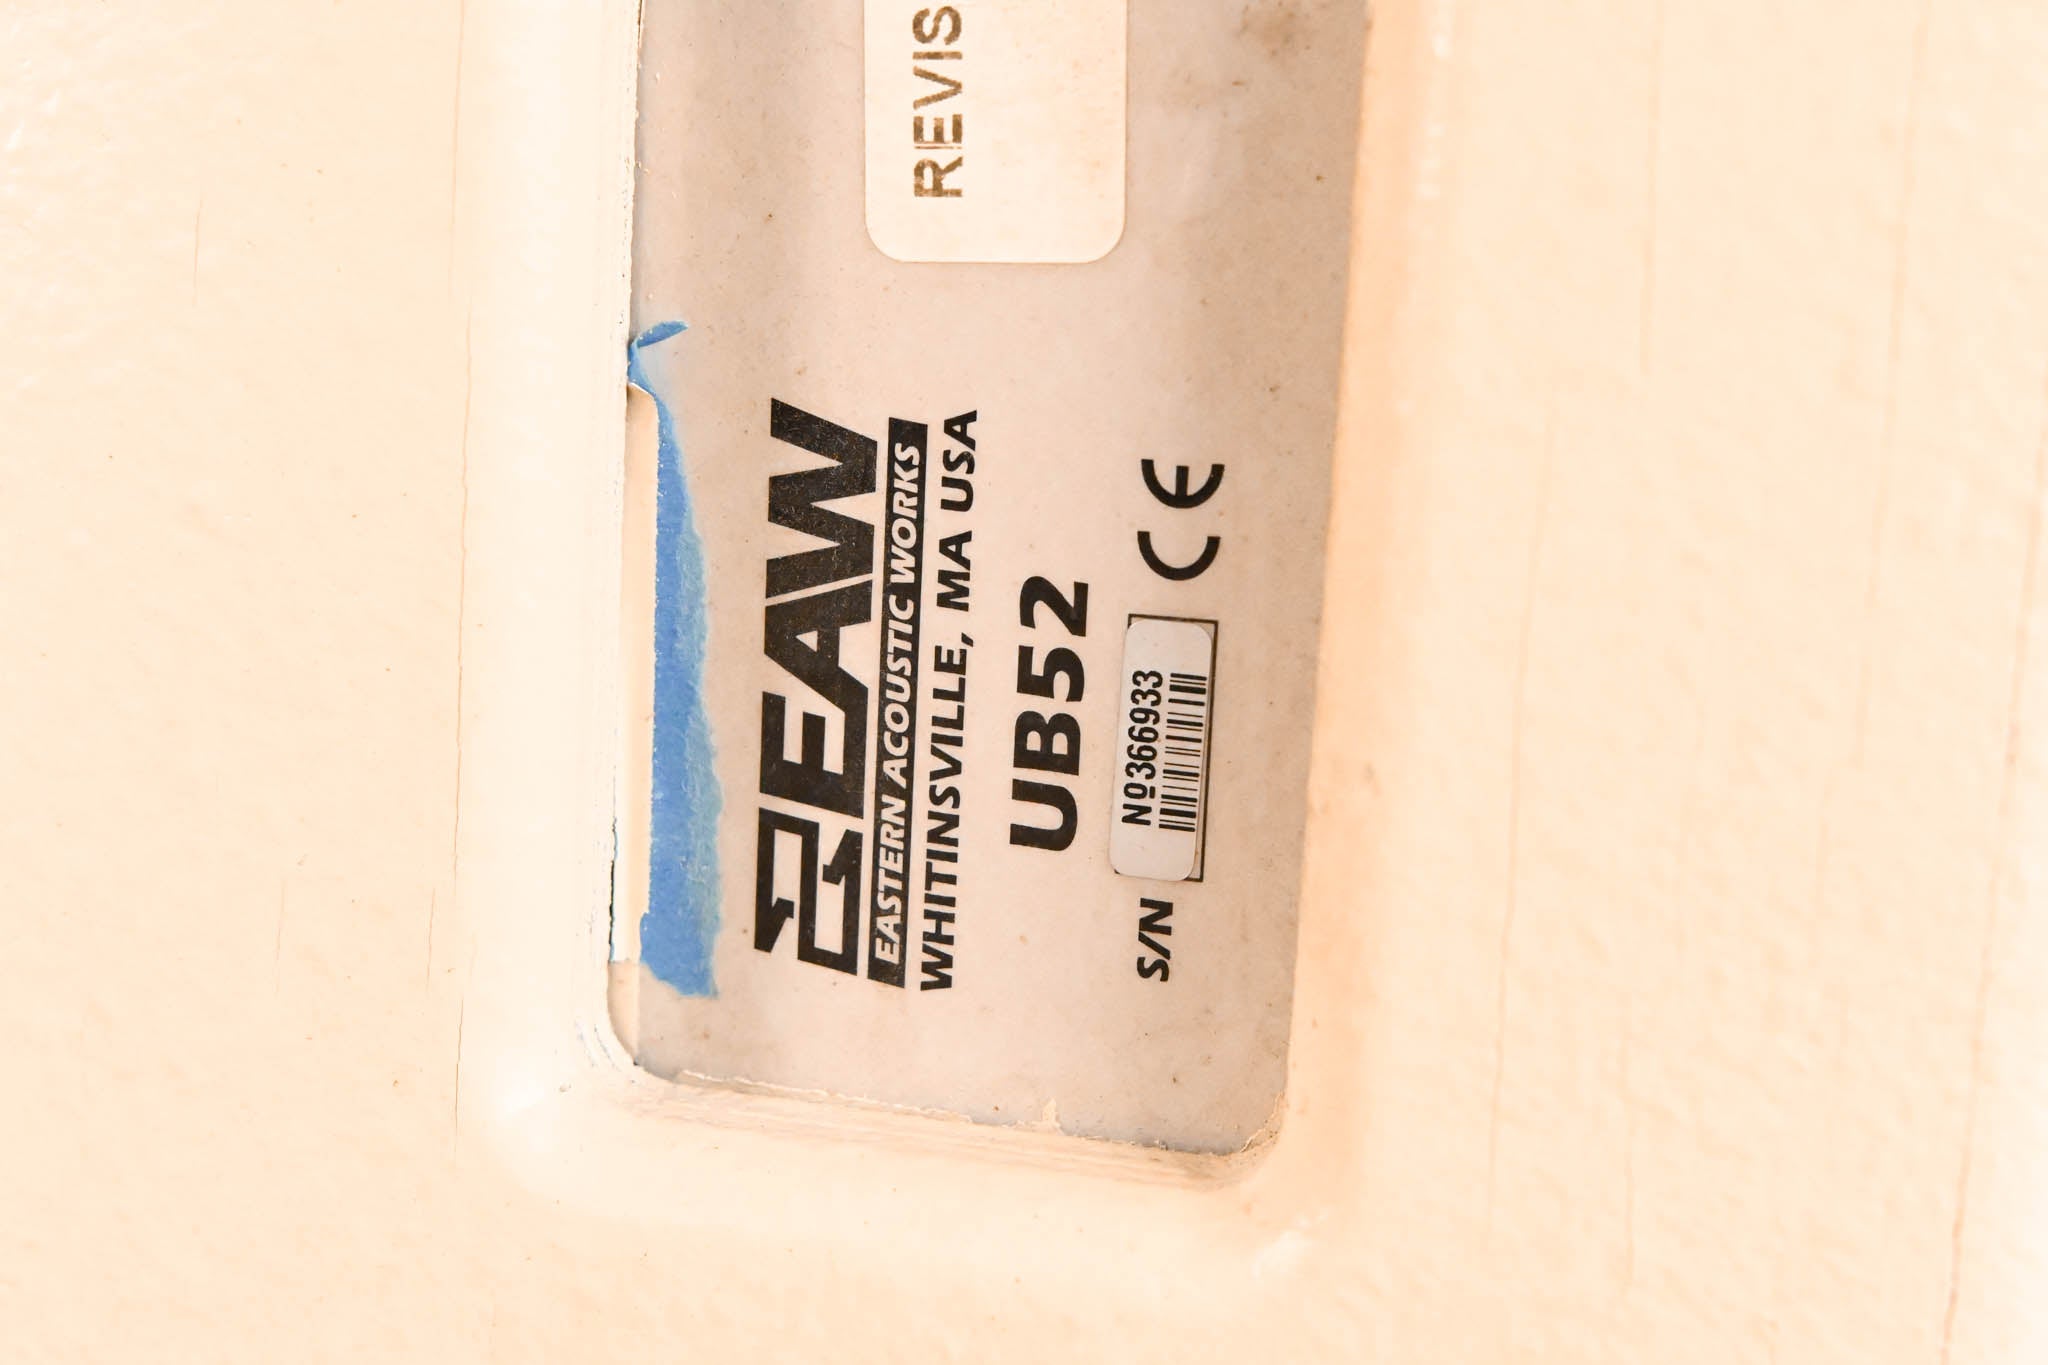 REVIS
EAW
EASTERN ACOUSTIC WORKS
WHITINSVILLE, MA USA
UB52
S/N Nº366933 CE